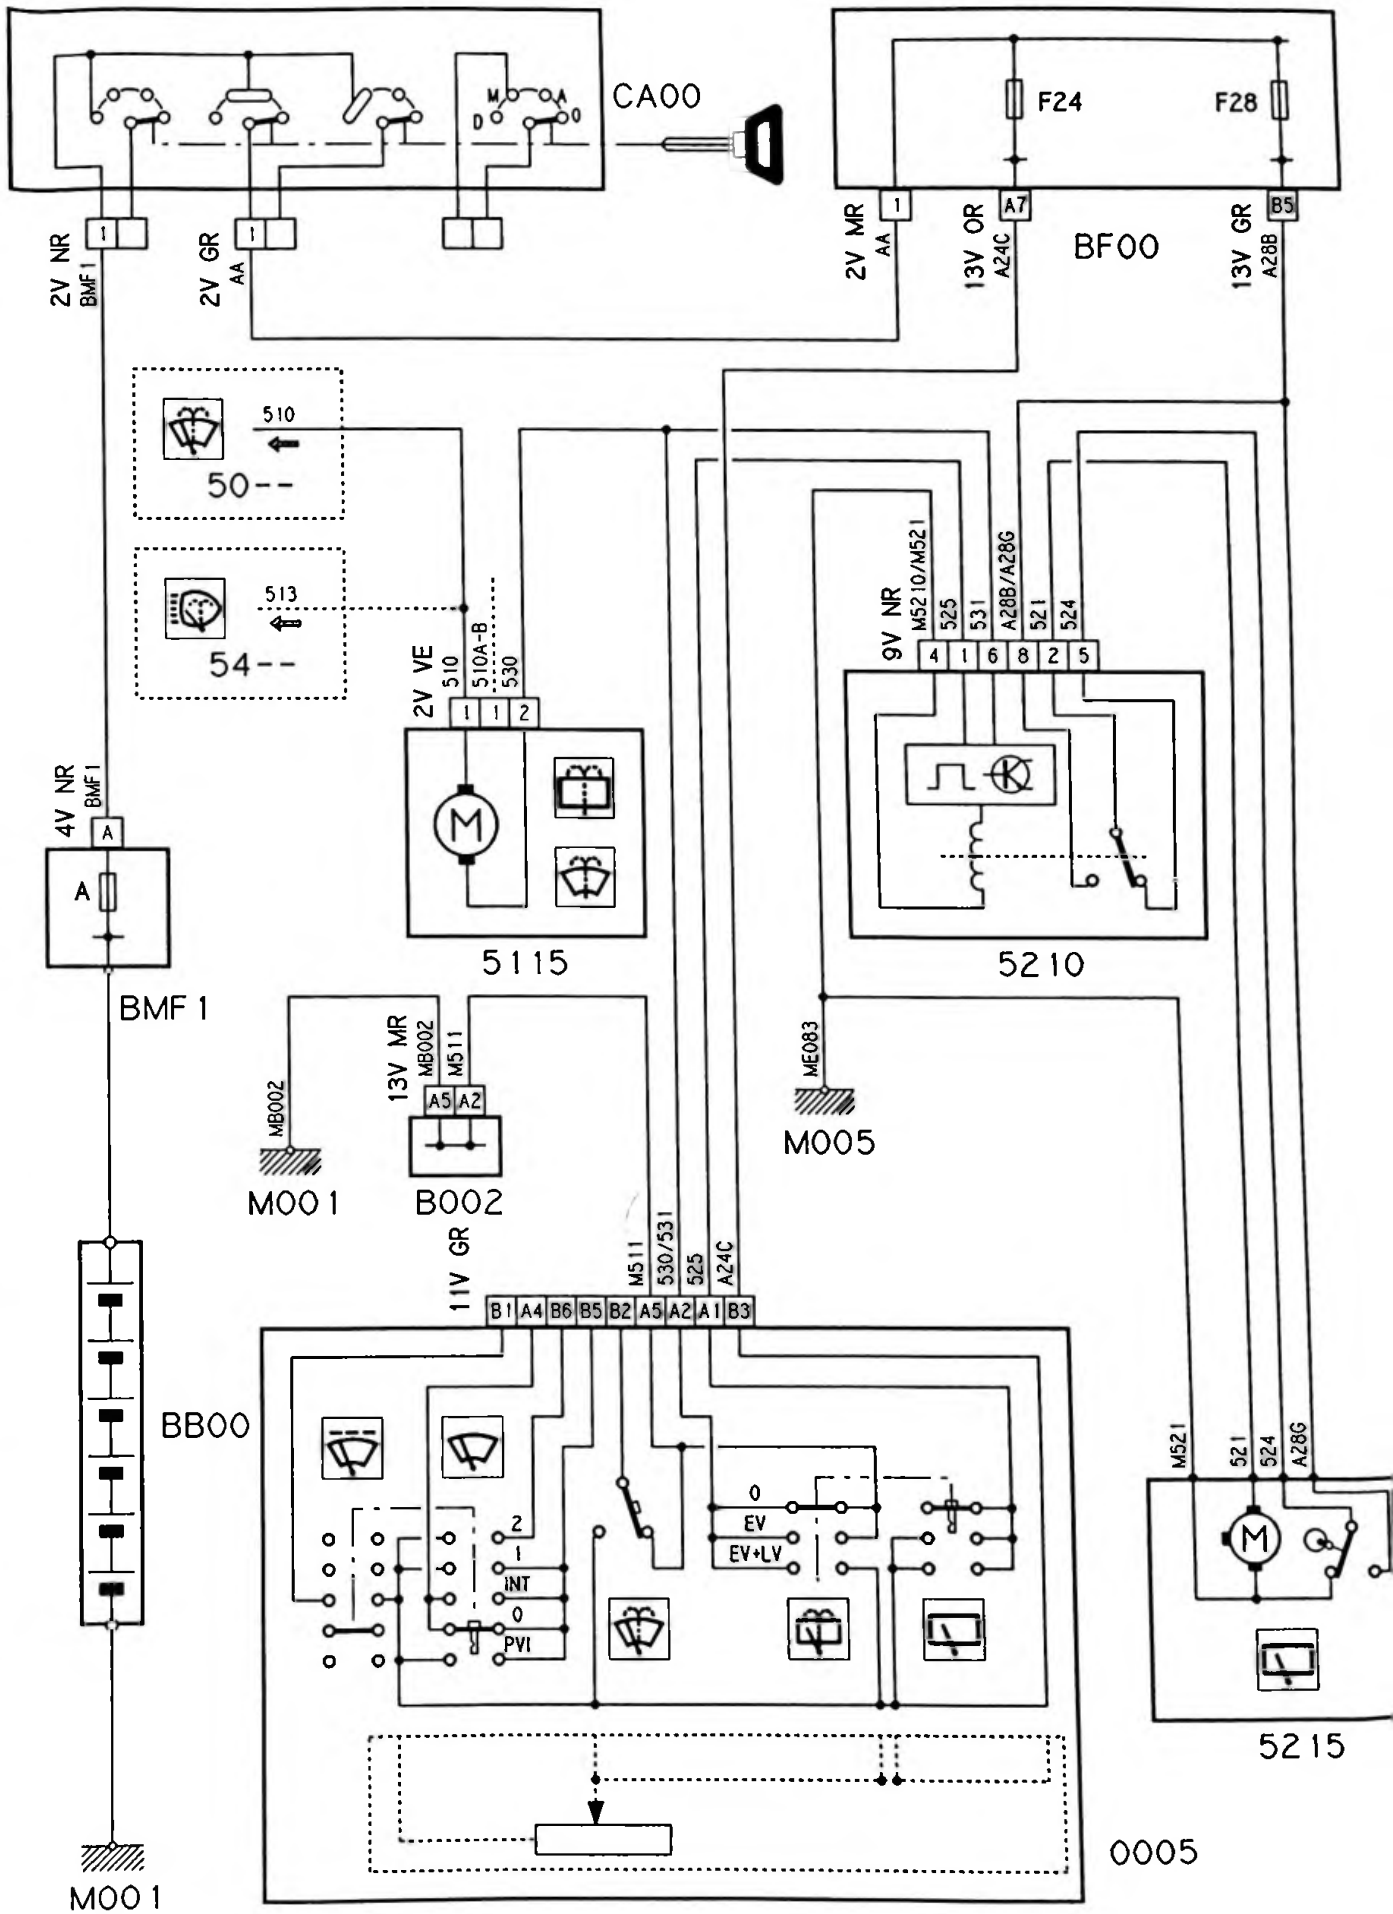 CA00
M
A
D
O
F24
F28
1
1
1
A7
B5
BF00
2V NR
BMF1
2V GR
AA
2V MR
AA
13V OR
A24C
13V GR
A28B
510
50--
513
54--
9V NR
M5210/M521
525
531
A28B/A28G
521
524
4
1
6
8
2
5
2V VE
510
510A-B
530
1
1
2
M
5115
5210
4V NR
BMF1
A
A
BMF1
13V MR
MB002
M511
A5
A2
MB002
M001
B002
ME083
M005
11V GR
M511
530/531
525
A24C
B1
A4
B6
B5
B2
A5
A2
A1
B3
BB00
2
1
INT
0
PVI
0
EV
EV+LV
M521
521
524
A28G
M
5215
0005
M001